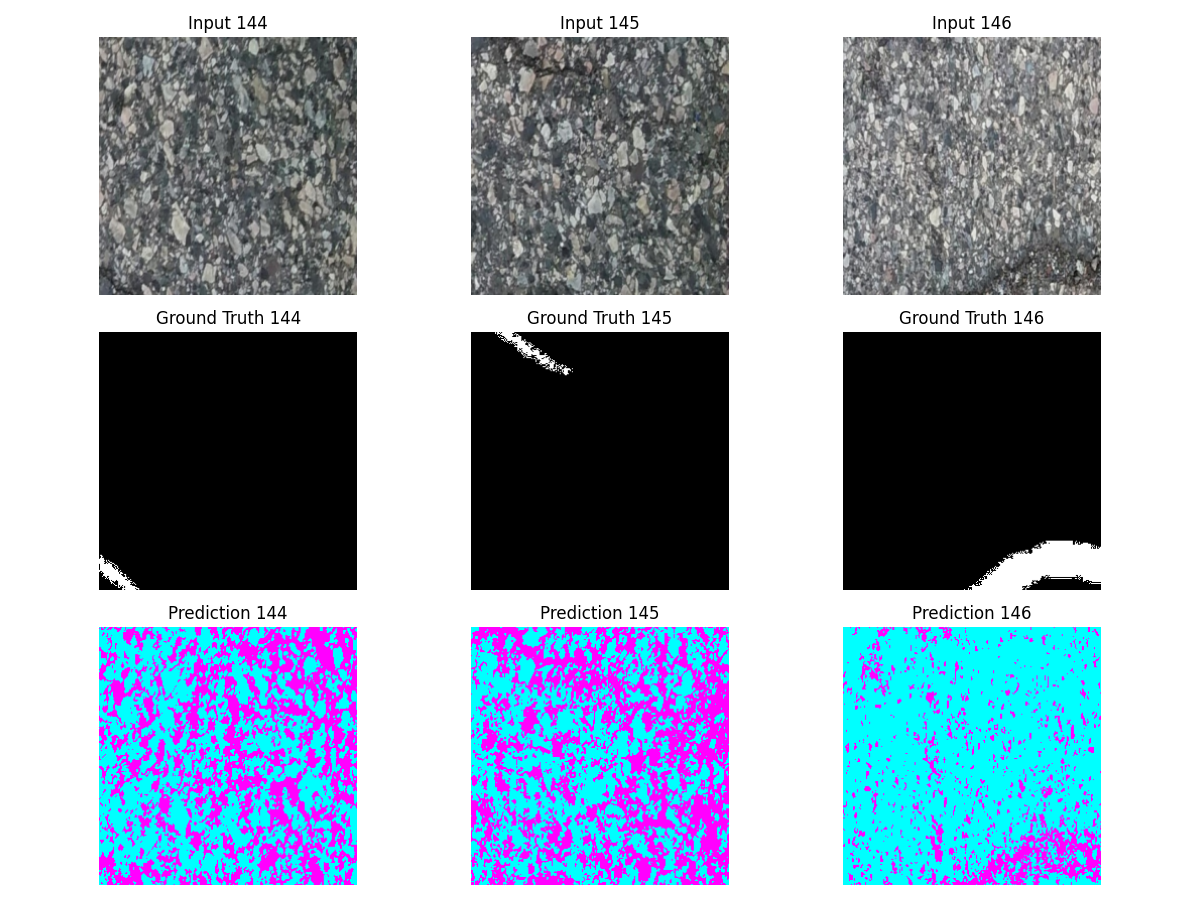 Input 144
Input 145
Input 146
Ground Truth 144
Ground Truth 145
Ground Truth 146
Prediction 144
Prediction 145
Prediction 146